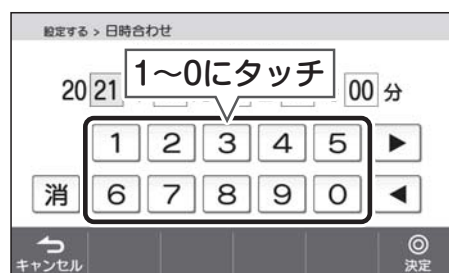 設定する > 日時合わせ
1～0にタッチ
20 21 00 分
1 2 3 4 5 ▶
消 6 7 8 9 0 ◀
キャンセル
◎
決定